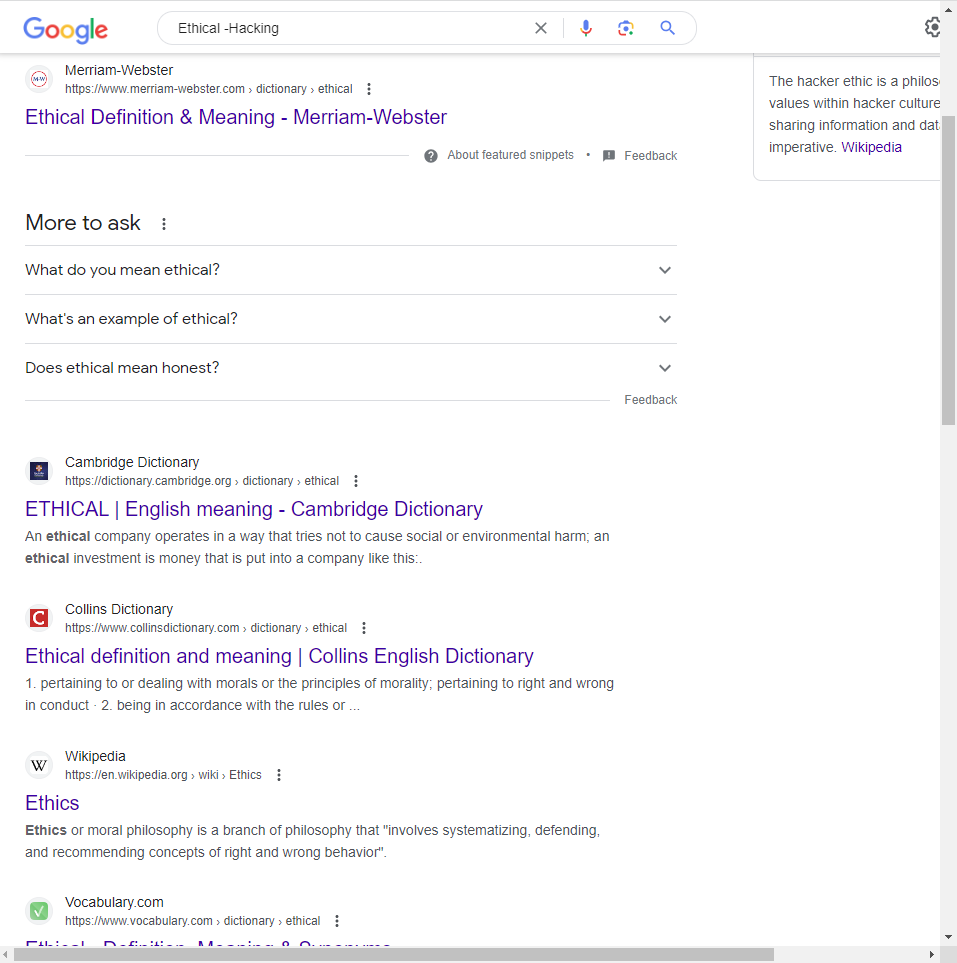 Google
Ethical -Hacking
Merriam-Webster
https://www.merriam-webster.com › dictionary › ethical
Ethical Definition & Meaning - Merriam-Webster
About featured snippets • Feedback
The hacker ethic is a
values within hacker culture
sharing information and
imperative. Wikipedia
More to ask
What do you mean ethical?
What's an example of ethical?
Does ethical mean honest?
Feedback
Cambridge Dictionary
https://dictionary.cambridge.org › dictionary › ethical
ETHICAL | English meaning - Cambridge Dictionary
An ethical company operates in a way that tries not to cause social or environmental harm; an
ethical investment is money that is put into a company like this:.
C
Collins Dictionary
https://www.collinsdictionary.com › dictionary › ethical
Ethical definition and meaning | Collins English Dictionary
1. pertaining to or dealing with morals or the principles of morality; pertaining to right and wrong
in conduct · 2. being in accordance with the rules or ...
W
Wikipedia
https://en.wikipedia.org › wiki › Ethics
Ethics
Ethics or moral philosophy is a branch of philosophy that "involves systematizing, defending,
and recommending concepts of right and wrong behavior".
Vocabulary.com
https://www.vocabulary.com › dictionary › ethical
Ethical - Definition, Meaning & Synonyms